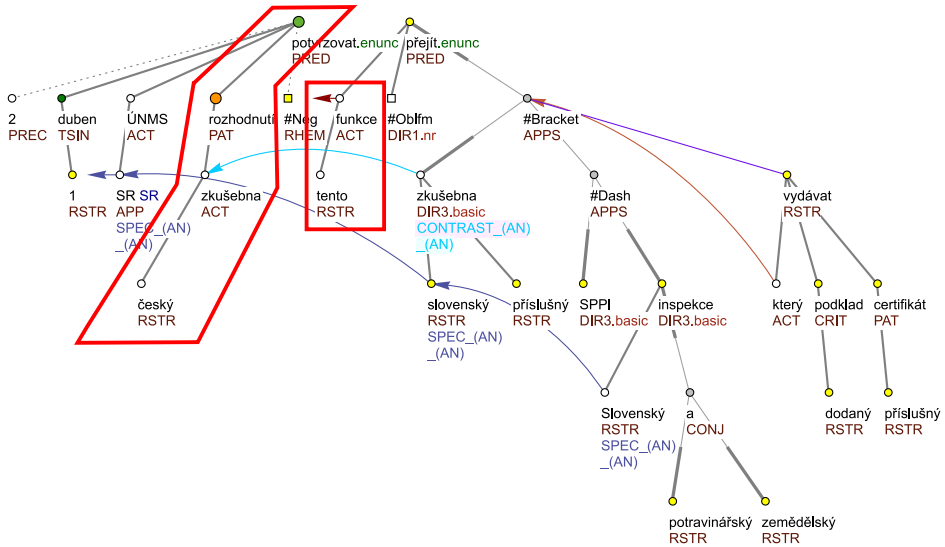 potvrzovat.enunc
PRED
přejít.enunc
PRED
2
PREC
duben
TSIN
ÚNMS
ACT
rozhodnutí
PAT
#Neg
RHEM
funkce
ACT
#Oblfm
DIR1.nr
#Bracket
APPS
1
RSTR
SR SR
APP
SPEC_(AN)
_(AN)
zkušebna
ACT
tento
RSTR
zkušebna
DIR3.basic
CONTRAST_(AN)
_(AN)
#Dash
APPS
vydávat
RSTR
český
RSTR
slovenský
RSTR
SPEC_(AN)
_(AN)
příslušný
RSTR
SPPI
DIR3.basic
inspekce
DIR3.basic
který
ACT
podklad
CRIT
certifikát
PAT
Slovenský
RSTR
SPEC_(AN)
_(AN)
a
CONJ
dodaný
RSTR
příslušný
RSTR
potravinářský
RSTR
zemědělský
RSTR